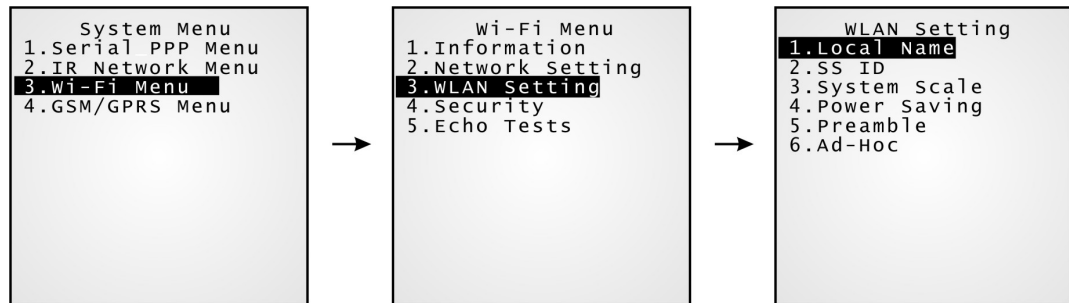 System Menu
1.Serial PPP Menu
2.IR Network Menu
3.Wi-Fi Menu
4.GSM/GPRS Menu
Wi-Fi Menu
1.Information
2.Network Setting
3.WLAN Setting
4.Security
5.Echo Tests
WLAN Setting
1.Local Name
2.SS ID
3.System Scale
4.Power Saving
5.Preamble
6.Ad-Hoc